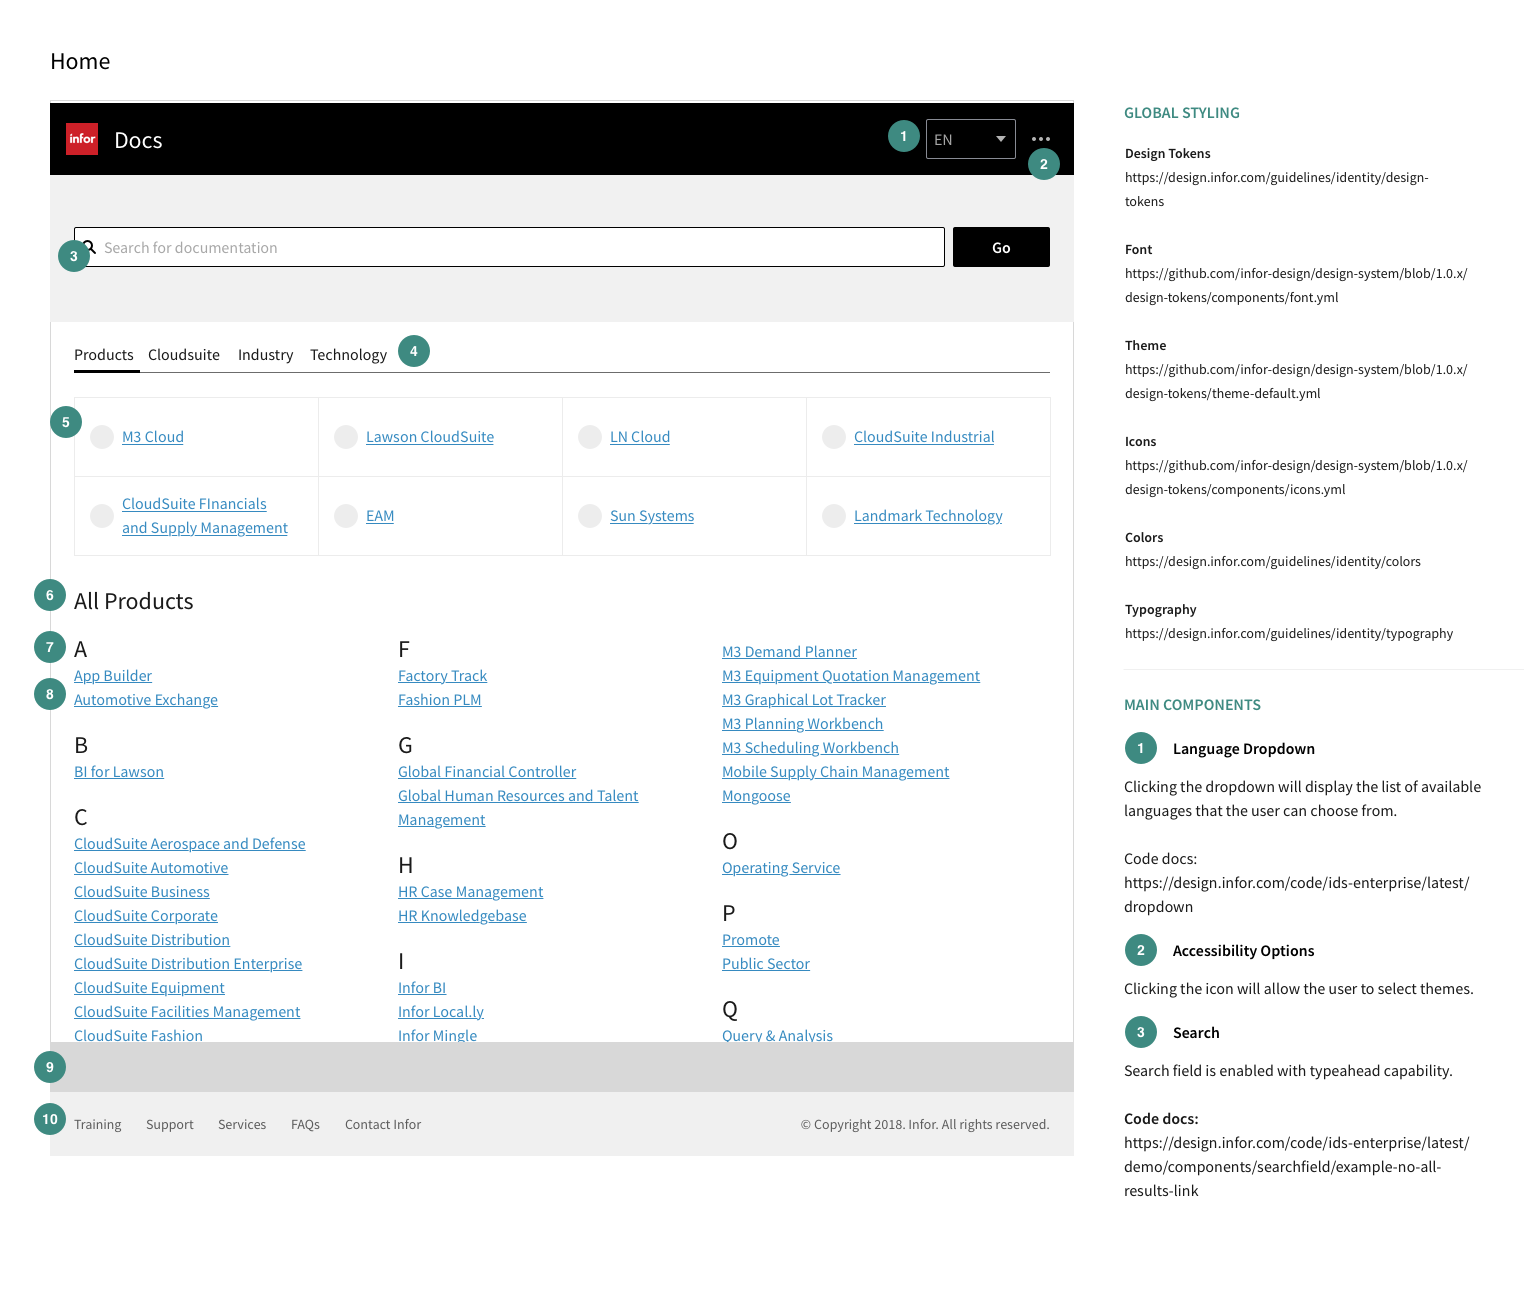 Home
infor
Docs
1
EN
2
3
Search for documentation
Go
Products
Cloudsuite
Industry
Technology
4
5
M3 Cloud
Lawson CloudSuite
LN Cloud
CloudSuite Industrial
CloudSuite FInancials
and Supply Management
EAM
Sun Systems
Landmark Technology
6
All Products
7
A
App Builder
8
Automotive Exchange
B
BI for Lawson
C
CloudSuite Aerospace and Defense
CloudSuite Automotive
CloudSuite Business
CloudSuite Corporate
CloudSuite Distribution
CloudSuite Distribution Enterprise
CloudSuite Equipment
CloudSuite Facilities Management
CloudSuite Fashion
F
Factory Track
Fashion PLM
G
Global Financial Controller
Global Human Resources and Talent
Management
H
HR Case Management
HR Knowledgebase
I
Infor BI
Infor Local.ly
Infor Mingle
M3 Demand Planner
M3 Equipment Quotation Management
M3 Graphical Lot Tracker
M3 Planning Workbench
M3 Scheduling Workbench
Mobile Supply Chain Management
Mongoose
O
Operating Service
P
Promote
Public Sector
Q
Query & Analysis
9
10
Training
Support
Services
FAQs
Contact Infor
© Copyright 2018. Infor. All rights reserved.
GLOBAL STYLING
Design Tokens
https://design.infor.com/guidelines/identity/design-
tokens
Font
https://github.com/infor-design/design-system/blob/1.0.x/
design-tokens/components/font.yml
Theme
https://github.com/infor-design/design-system/blob/1.0.x/
design-tokens/theme-default.yml
Icons
https://github.com/infor-design/design-system/blob/1.0.x/
design-tokens/components/icons.yml
Colors
https://design.infor.com/guidelines/identity/colors
Typography
https://design.infor.com/guidelines/identity/typography
MAIN COMPONENTS
1 Language Dropdown
Clicking the dropdown will display the list of available
languages that the user can choose from.
Code docs:
https://design.infor.com/code/ids-enterprise/latest/
dropdown
2 Accessibility Options
Clicking the icon will allow the user to select themes.
3 Search
Search field is enabled with typeahead capability.
Code docs:
https://design.infor.com/code/ids-enterprise/latest/
demo/components/searchfield/example-no-all-
results-link